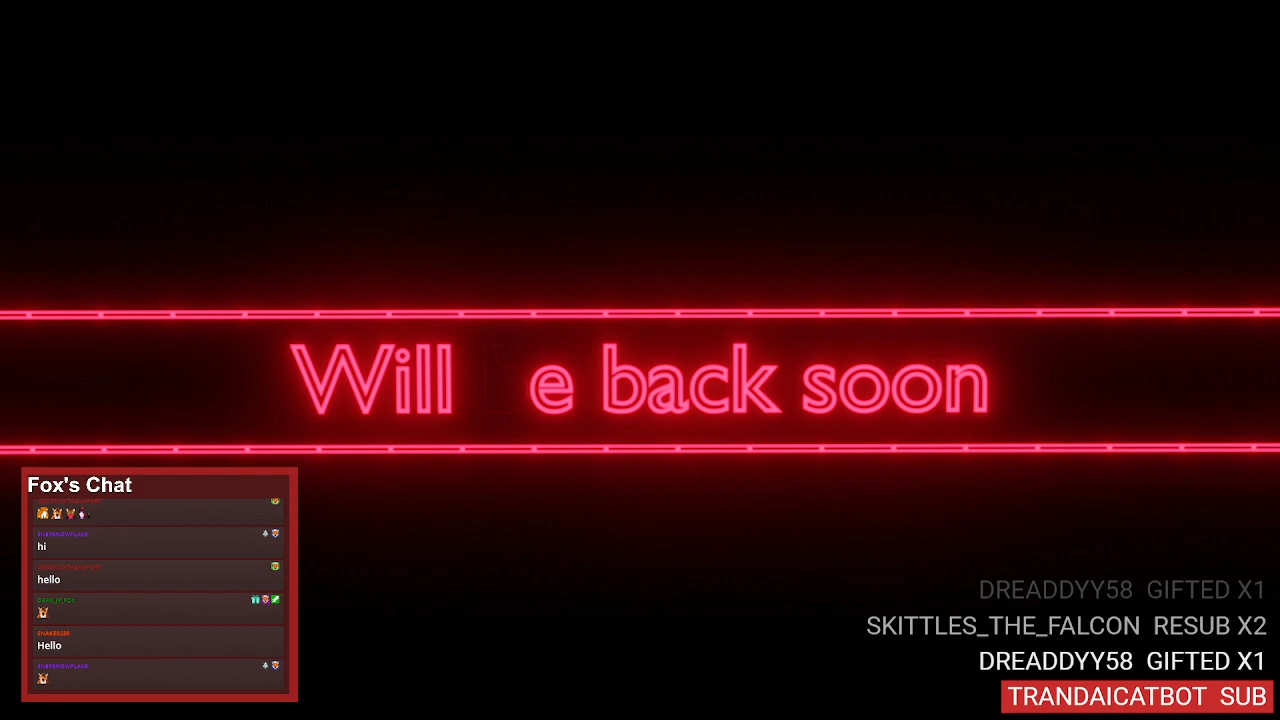 Will e back soon
Fox's Chat
hi
hello
Hello
DREADDYY58 GIFTED X1
SKITTLES_THE_FALCON RESUB X2
DREADDYY58 GIFTED X1
TRANDAICATBOT SUB